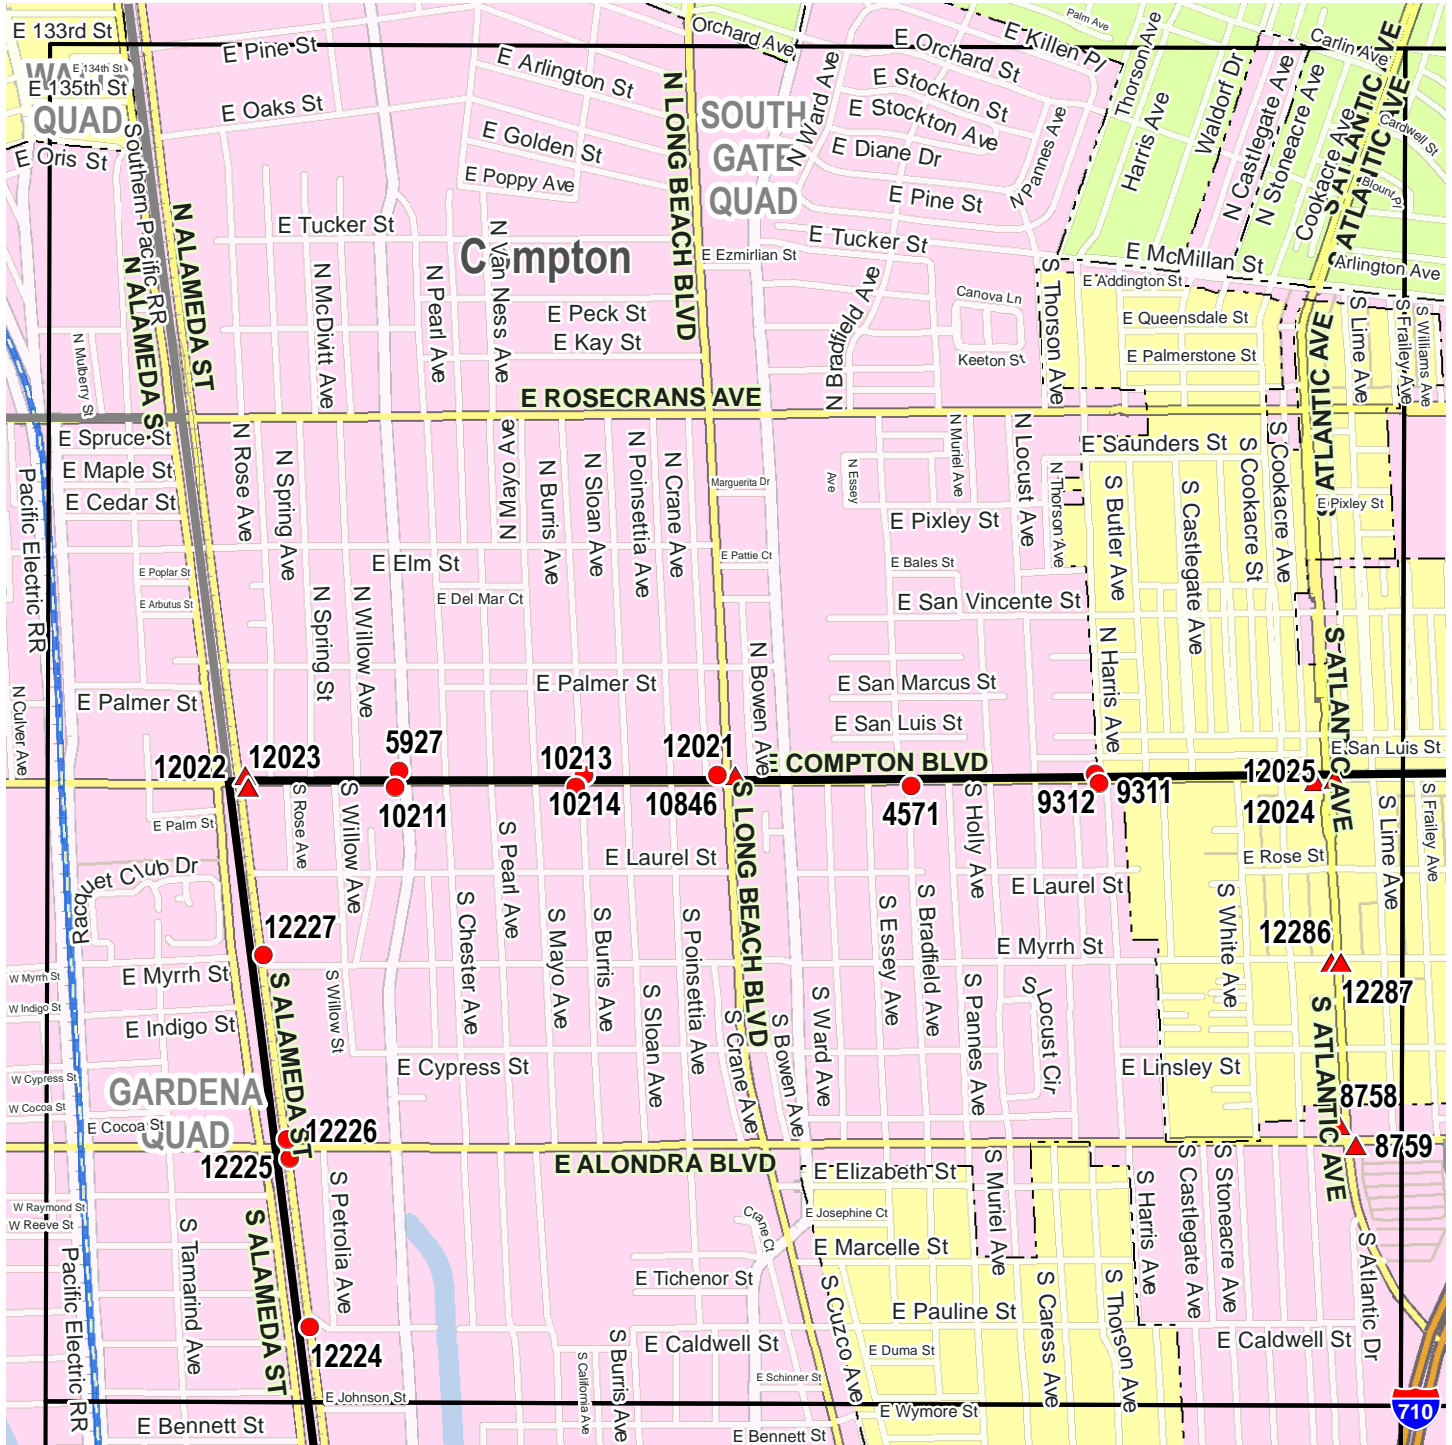 E 133rd St
E Pine St
Orchard Ave
E Orchard St
E Killen Pl
Palm Ave
Carlin Ave
S ATLANTIC AVE
E 134th St
E 135th St
QUAD
E Oaks St
E Arlington St
N LONG BEACH BLVD
SOUTH
GATE
QUAD
N Ward Ave
E Stockton St
E Stockton Ave
E Diane Dr
E Pine St
N Pannes Ave
Thorson Ave
Harris Ave
Waldorf Dr
N Castlegate Ave
N Stoneacre Ave
Cookacre Ave
S ATLANTIC AVE
Cardwell St
Blount Pl
E Oris St
Southern Pacific RR
E Golden St
E Poppy Ave
N ALAMEDA ST
N ALAMEDA ST
E Tucker St
Compton
N Van Ness Ave
E Ezmirlian St
E Tucker St
E McMillan St
Arlington Ave
N McDivitt Ave
N Pearl Ave
E Peck St
E Kay St
N Bradfield Ave
Canova Ln
Keeton St
S Thorson Ave
E Addington St
E Queensdale St
E Palmerstone St
S ATLANTIC AVE
S Lime Ave
S Frailey Ave
S Williams Ave
N Mulberry St
E ROSECRANS AVE
E Spruce St
E Maple St
E Cedar St
Pacific Electric RR
N Rose Ave
N Spring Ave
N Mayo Ave
N Burris Ave
N Sloan Ave
N Poinsettia Ave
N Crane Ave
Marguerita Dr
N Essey
Ave
N Muriel Ave
N Locust Ave
N Thorson Ave
E Saunders St
S Butler Ave
S Castlegate Ave
S Cookacre St
S Cookacre Ave
E Pixley St
E Pixley St
E Elm St
E Pattie Ct
E Bales St
E Poplar St
E Arbutus St
N Spring St
N Willow Ave
E Del Mar Ct
E San Vincente St
N Harris Ave
S ATLANTIC AVE
N Culver Ave
E Palmer St
E Palmer St
N Bowen Ave
E San Marcus St
E San Luis St
E San Luis St
12022
12023
5927
10213
12021
E COMPTON BLVD
12025
10211
10214
10846
4571
9312
9311
12024
E Palm St
S Rose Ave
S Willow Ave
S Pearl Ave
E Laurel St
S LONG BEACH BLVD
S Holly Ave
E Laurel St
E Rose St
S Lime Ave
S Frailey Ave
Racquet Club Dr
12227
S Chester Ave
S Mayo Ave
S Burris Ave
S Poinsettia Ave
S Essey Ave
S Bradfield Ave
E Myrrh St
S White Ave
12286
12287
W Myrrh St
E Myrrh St
W Indigo St
E Indigo St
S ALAMEDA ST
S Willow St
S Sloan Ave
S Crane Ave
S Bowen Ave
S Ward Ave
S Pannes Ave
S Locust Cir
S ATLANTIC AVE
E Cypress St
E Linsley St
W Cypress St
GARDENA
QUAD
W Cocoa St
E Cocoa St
8758
12226
12225
8759
E ALONDRA BLVD
E Elizabeth St
W Raymond St
W Reeve St
S Tamarind Ave
S ALAMEDA ST
S Petrolia Ave
Crane Ct
E Josephine Ct
E Marcelle St
S Muriel Ave
S Harris Ave
S Castlegate Ave
S Stoneacre Ave
S Atlantic Dr
Pacific Electric RR
E Tichenor St
S Cuzco Ave
E Pauline St
S Caress Ave
S Thorson Ave
12224
S Burris Ave
E Caldwell St
E Caldwell St
E Duma St
S California Ave
E Schinner St
E Johnson St
E Bennett St
E Bennett St
E Wymore St
710